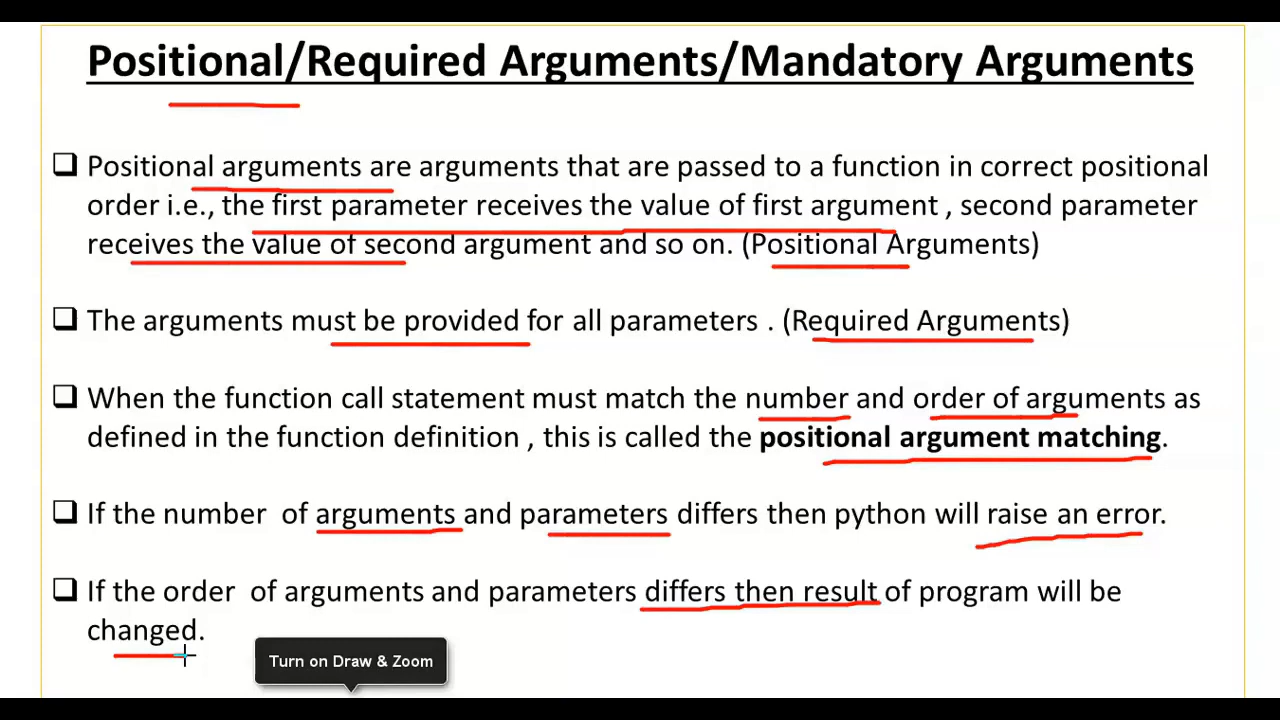 Positional/Required Arguments/Mandatory Arguments
Positional arguments are arguments that are passed to a function in correct positional
order i.e., the first parameter receives the value of first argument , second parameter
receives the value of second argument and so on. (Positional Arguments)
The arguments must be provided for all parameters . (Required Arguments)
When the function call statement must match the number and order of arguments as
defined in the function definition , this is called the positional argument matching.
If the number  of arguments and parameters differs then python will raise an error.
If the order  of arguments and parameters differs then result of program will be
changed.
Turn on Draw & Zoom